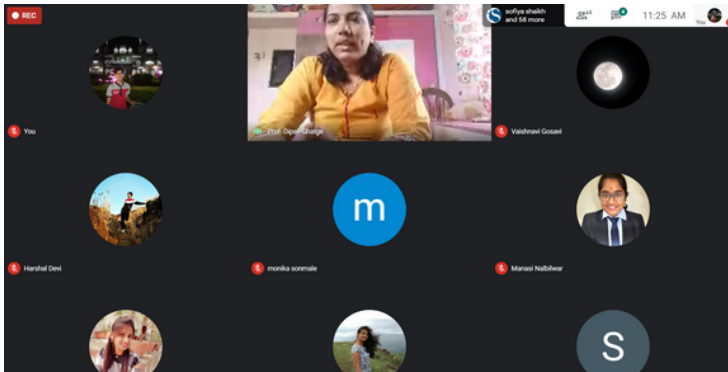 REC
sofiya shaikh
and 58 more
4
11:25 AM
You
You
Prof. Dipali Gharge
Vaishnavi Gosavi
Harshal Devi
m
monika sonmale
Manasi Nalbilwar
S